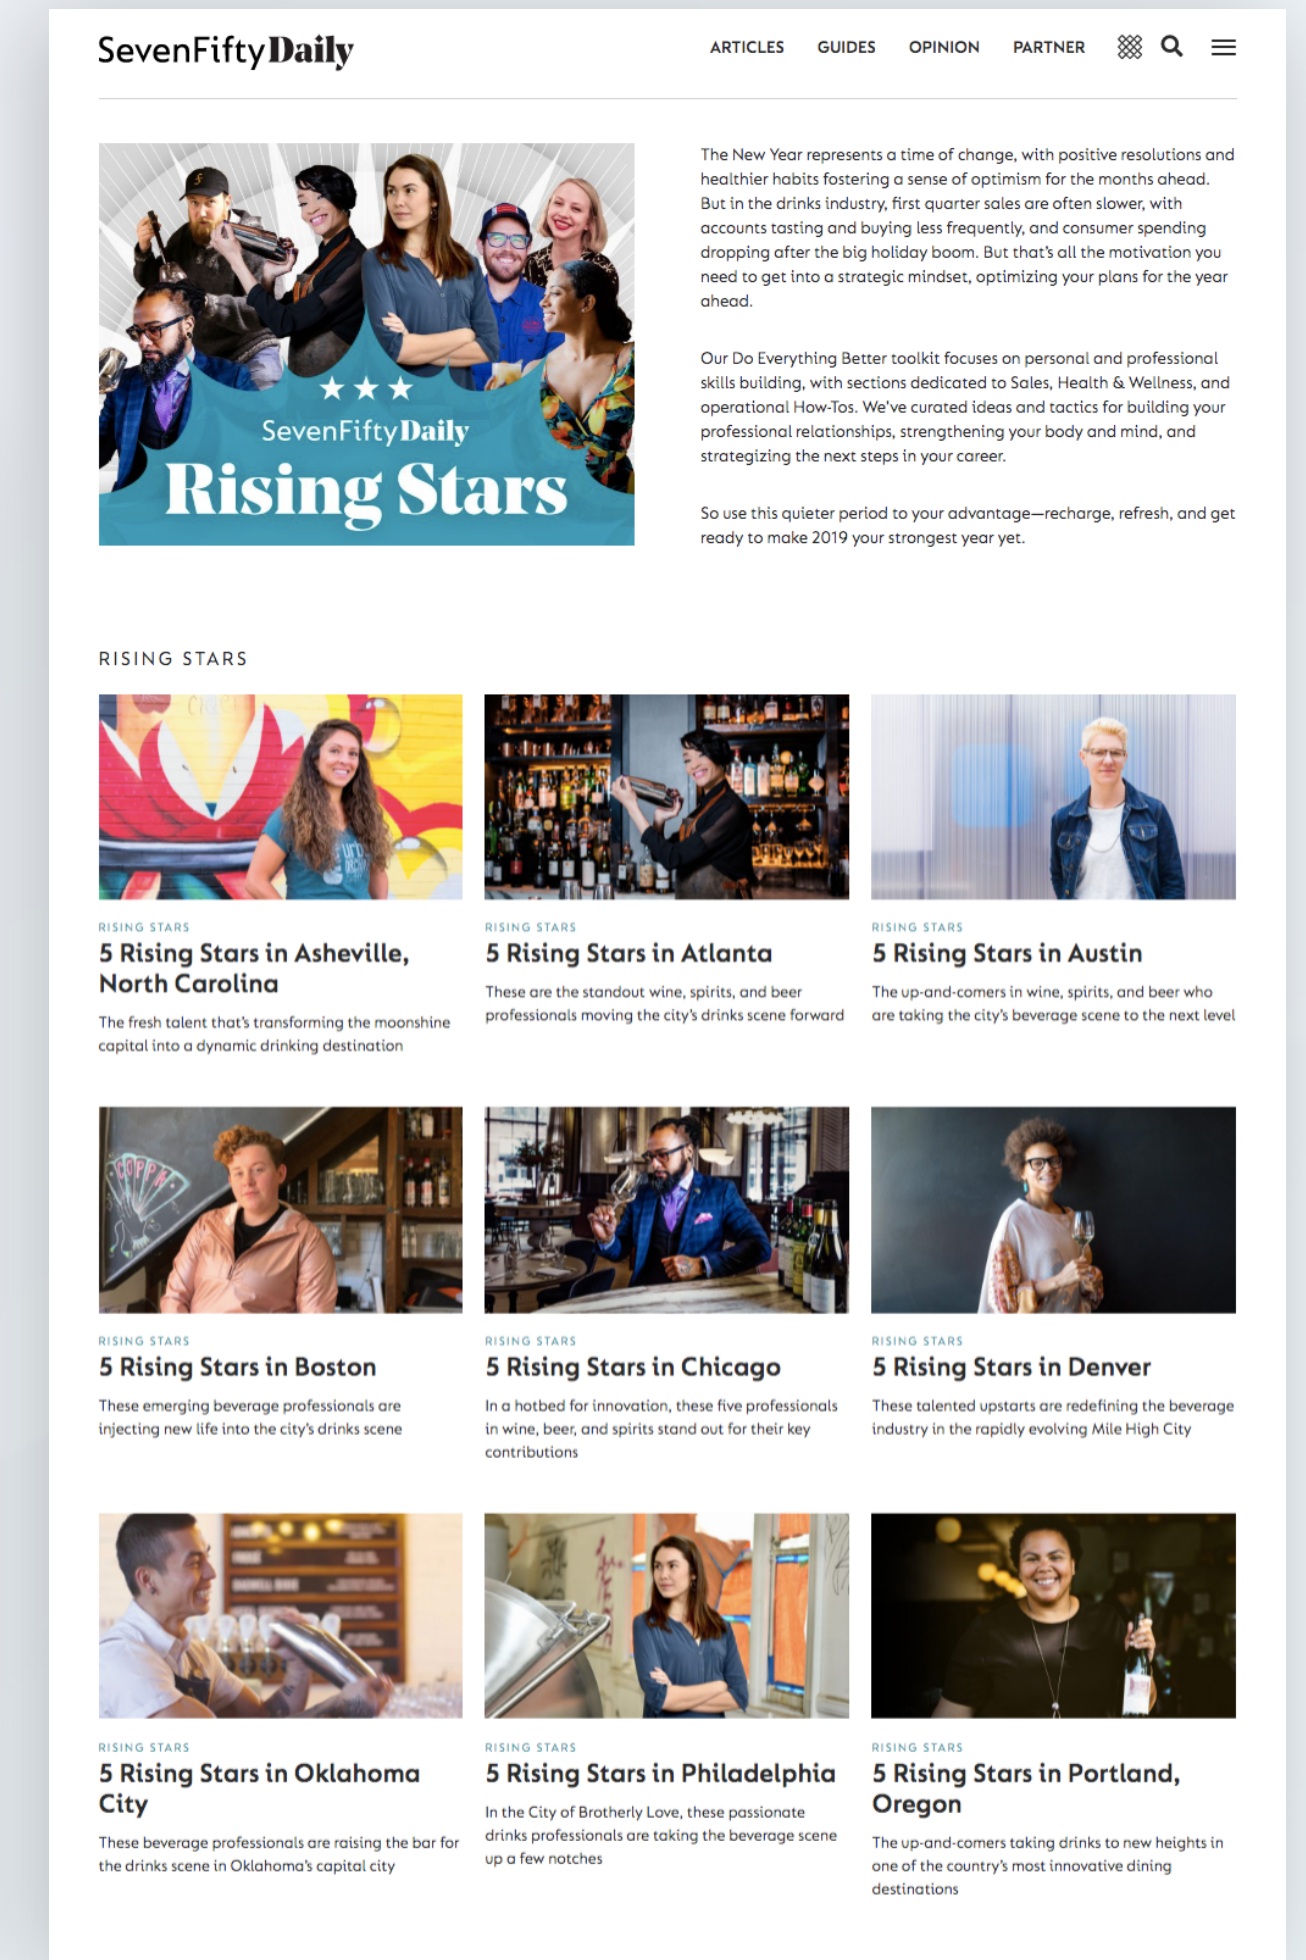 SevenFifty Daily
ARTICLES GUIDES OPINION PARTNER
The New Year represents a time of change, with positive resolutions and
healthier habits fostering a sense of optimism for the months ahead.
But in the drinks industry, first quarter sales are often slower, with
accounts tasting and buying less frequently, and consumer spending
dropping after the big holiday boom. But that's all the motivation you
need to get into a strategic mindset, optimizing your plans for the year
ahead.
Our Do Everything Better toolkit focuses on personal and professional
skills building, with sections dedicated to Sales, Health & Wellness, and
operational How-Tos. We've curated ideas and tactics for building your
professional relationships, strengthening your body and mind, and
strategizing the next steps in your career.
So use this quieter period to your advantage—recharge, refresh, and get
ready to make 2019 your strongest year yet.
SevenFifty Daily
Rising Stars
RISING STARS
RISING STARS
5 Rising Stars in Asheville,
North Carolina
The fresh talent that's transforming the moonshine
capital into a dynamic drinking destination
RISING STARS
5 Rising Stars in Atlanta
These are the standout wine, spirits, and beer
professionals moving the city's drinks scene forward
RISING STARS
5 Rising Stars in Austin
The up-and-comers in wine, spirits, and beer who
are taking the city's beverage scene to the next level
COPPA
RISING STARS
5 Rising Stars in Boston
These emerging beverage professionals are
injecting new life into the city's drinks scene
RISING STARS
5 Rising Stars in Chicago
In a hotbed for innovation, these five professionals
in wine, beer, and spirits stand out for their key
contributions
RISING STARS
5 Rising Stars in Denver
These talented upstarts are redefining the beverage
industry in the rapidly evolving Mile High City
RISING STARS
5 Rising Stars in Oklahoma
City
These beverage professionals are raising the bar for
the drinks scene in Oklahoma's capital city
RISING STARS
5 Rising Stars in Philadelphia
In the City of Brotherly Love, these passionate
drinks professionals are taking the beverage scene
up a few notches
RISING STARS
5 Rising Stars in Portland,
Oregon
The up-and-comers taking drinks to new heights in
one of the country's most innovative dining
destinations